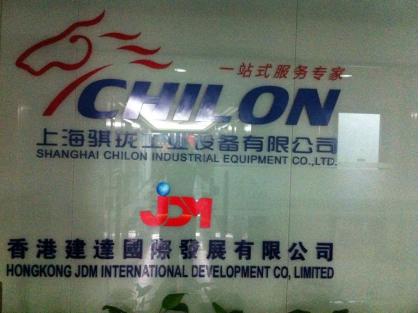 一站式服务专家
CHILON
上海骐珑工业设备有限公司
SHANGHAI CHILON INDUSTRIAL EQUIPMENT CO.,LTD.
JDM
香港建達國際發展有限公司
HONGKONG JDM INTERNATIONAL DEVELOPMENT CO, LIMITED